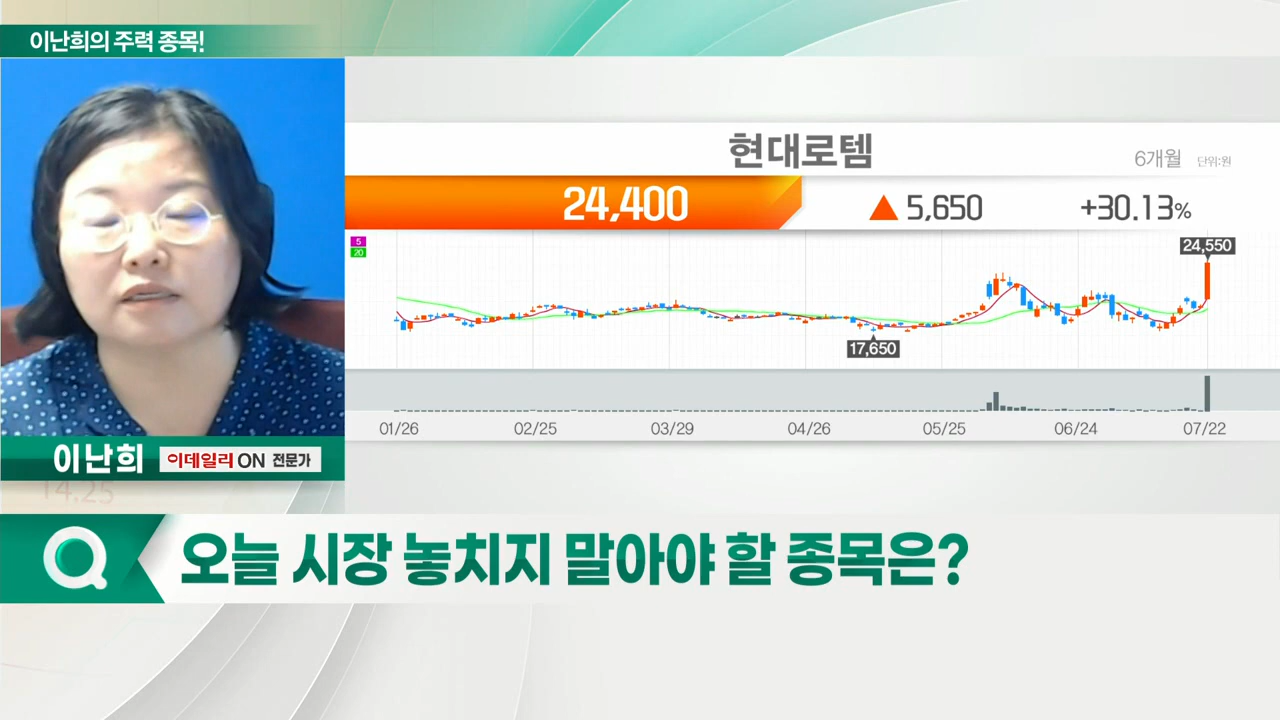 이난희의 주력 종목!
현대로템
6개월 단위:원
24,400 ▲ 5,650 +30.13%
5
20
24,550
17,650
01/26 02/25 03/29 04/26 05/25 06/24 07/22
이난희 이데일리 ON 전문가
14.25
오늘 시장 놓치지 말아야 할 종목은?